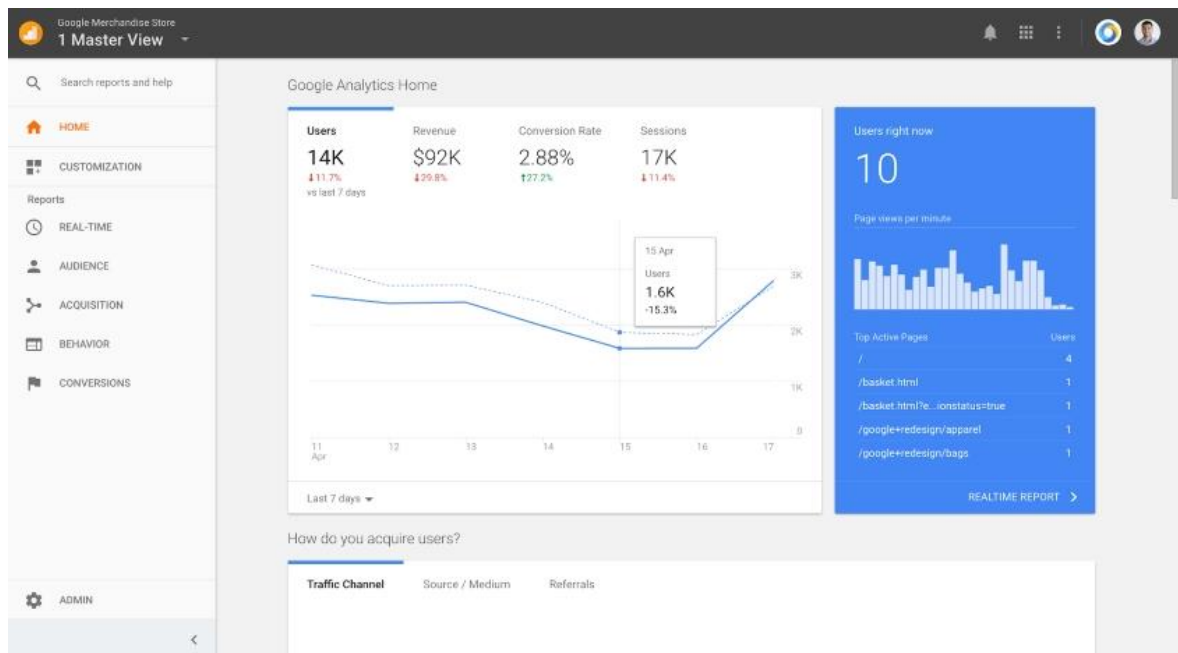 Google Merchandise Store
1 Master View
Search reports and help
HOME
CUSTOMIZATION
Reports
REAL-TIME
AUDIENCE
ACQUISITION
BEHAVIOR
CONVERSIONS
ADMIN
Google Analytics Home
Users Revenue Conversion Rate Sessions
14K $92K 2.88% 17K
↓11.7% ↓29.8% ↑27.2% ↓11.4%
vs last 7 days
15 Apr
Users
1.6K
-15.3%
3K
2K
1K
0
11 12 13 14 15 16 17
Apr
Last 7 days
Users right now
10
Page views per minute
Top Active Pages Users
/ 4
/basket.html 1
/basket.html?e...ionstatus=true 1
/google+redesign/apparel 1
/google+redesign/bags 1
REALTIME REPORT
How do you acquire users?
Traffic Channel Source / Medium Referrals